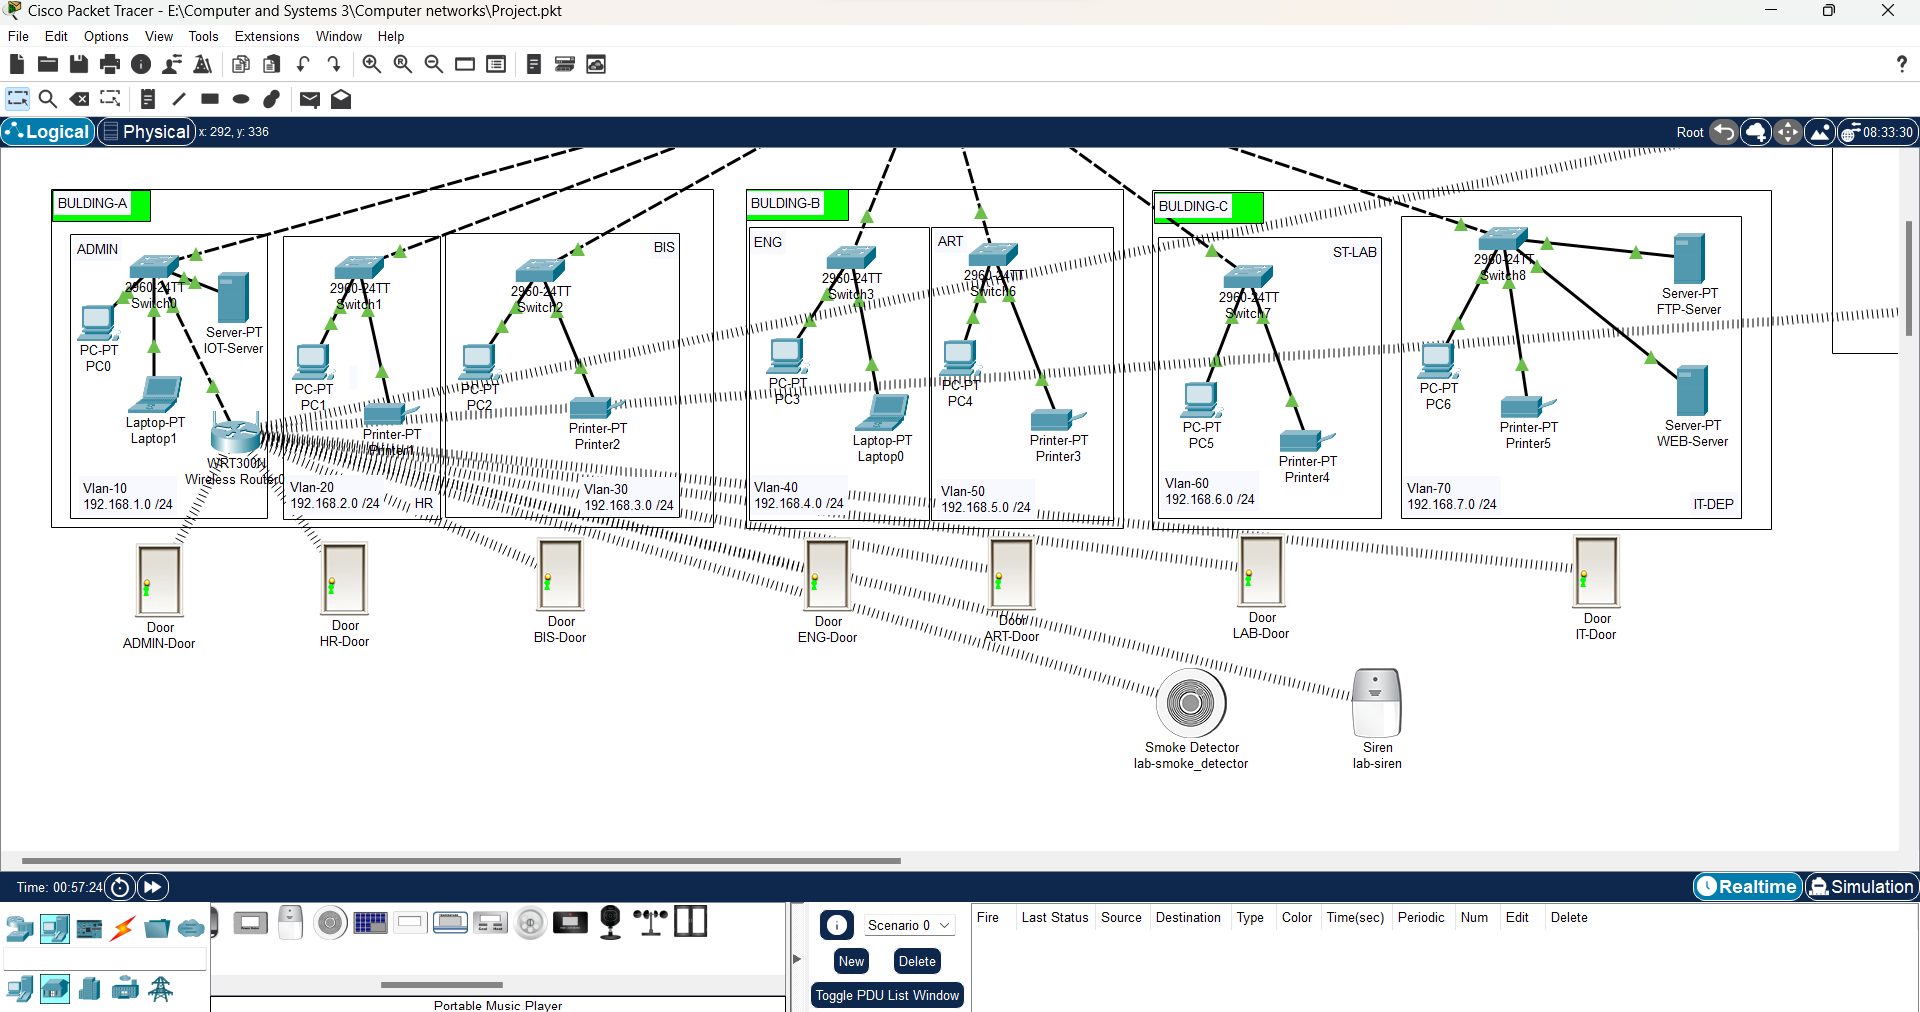 Cisco Packet Tracer - E:\Computer and Systems 3\Computer networks\Project.pkt
File Edit Options View Tools Extensions Window Help
Logical Physical x: 292, y: 336 Root 08:33:30
BULDING-A
ADMIN
2960-24TT
Switch0
PC-PT
PC0
Server-PT
IOT-Server
Laptop-PT
Laptop1
WRT300N
Wireless Router0
Vlan-10
192.168.1.0 /24
2960-24TT
Switch1
PC-PT
PC1
Printer-PT
Printer1
Vlan-20
192.168.2.0 /24
HR
BIS
2960-24TT
Switch2
PC-PT
PC2
Printer-PT
Printer2
Vlan-30
192.168.3.0 /24
BULDING-B
ENG
2960-24TT
Switch3
PC-PT
PC3
Laptop-PT
Laptop0
Vlan-40
192.168.4.0 /24
ART
2960-24TT
Switch6
PC-PT
PC4
Printer-PT
Printer3
Vlan-50
192.168.5.0 /24
BULDING-C
ST-LAB
2960-24TT
Switch7
PC-PT
PC5
Printer-PT
Printer4
Vlan-60
192.168.6.0 /24
2960-24TT
Switch8
Server-PT
FTP-Server
PC-PT
PC6
Printer-PT
Printer5
Server-PT
WEB-Server
Vlan-70
192.168.7.0 /24
IT-DEP
Door
ADMIN-Door
Door
HR-Door
Door
BIS-Door
Door
ENG-Door
Door
ART-Door
Door
LAB-Door
Door
IT-Door
Smoke Detector
lab-smoke_detector
Siren
lab-siren
Time: 00:57:24 Realtime Simulation
Scenario 0
New Delete
Toggle PDU List Window
Fire Last Status Source Destination Type Color Time(sec) Periodic Num Edit Delete
Portable Music Player